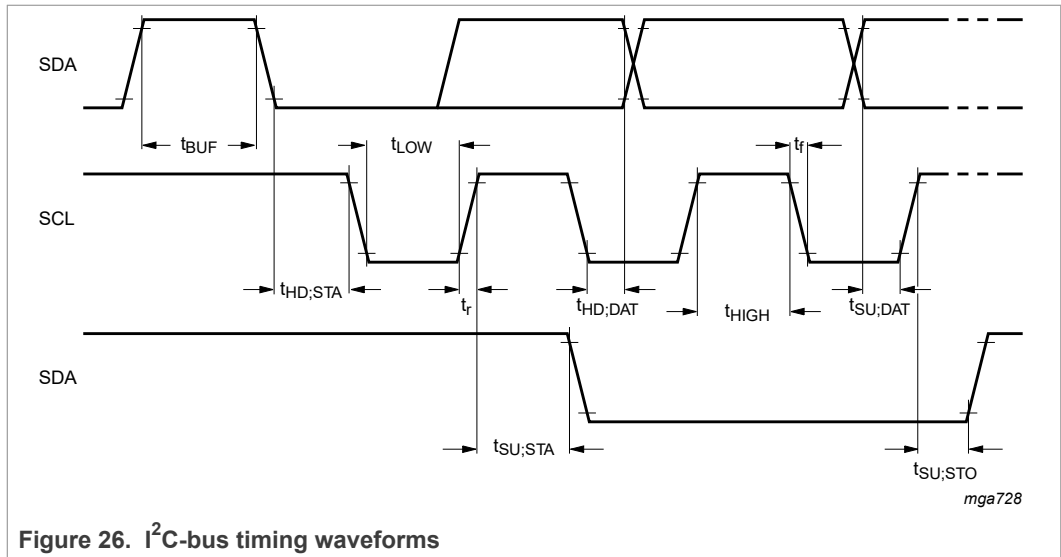 SDA
tBUF
tLOW
tf
SCL
tHD;STA
tr
tHD;DAT
tHIGH
tSU;DAT
SDA
tSU;STA
tSU;STO
mga728
Figure 26. I²C-bus timing waveforms